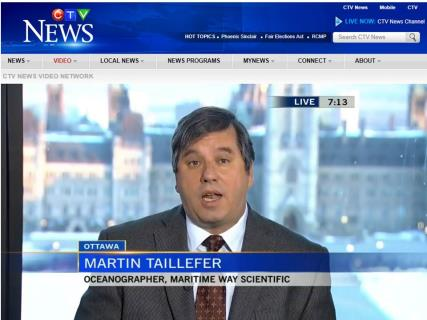 CTV News Mobile CTV
CTV
NEWS
LIVE NOW: CTV News Channel
HOT TOPICS • Phoenix Sinclair • Fair Elections Act • RCMP
Search CTV News
NEWS VIDEO LOCAL NEWS NEWS PROGRAMS MYNEWS CONNECT ABOUT
CTV NEWS VIDEO NETWORK
LIVE 7:13
OTTAWA
MARTIN TAILLEFER
OCEANOGRAPHER, MARITIME WAY SCIENTIFIC